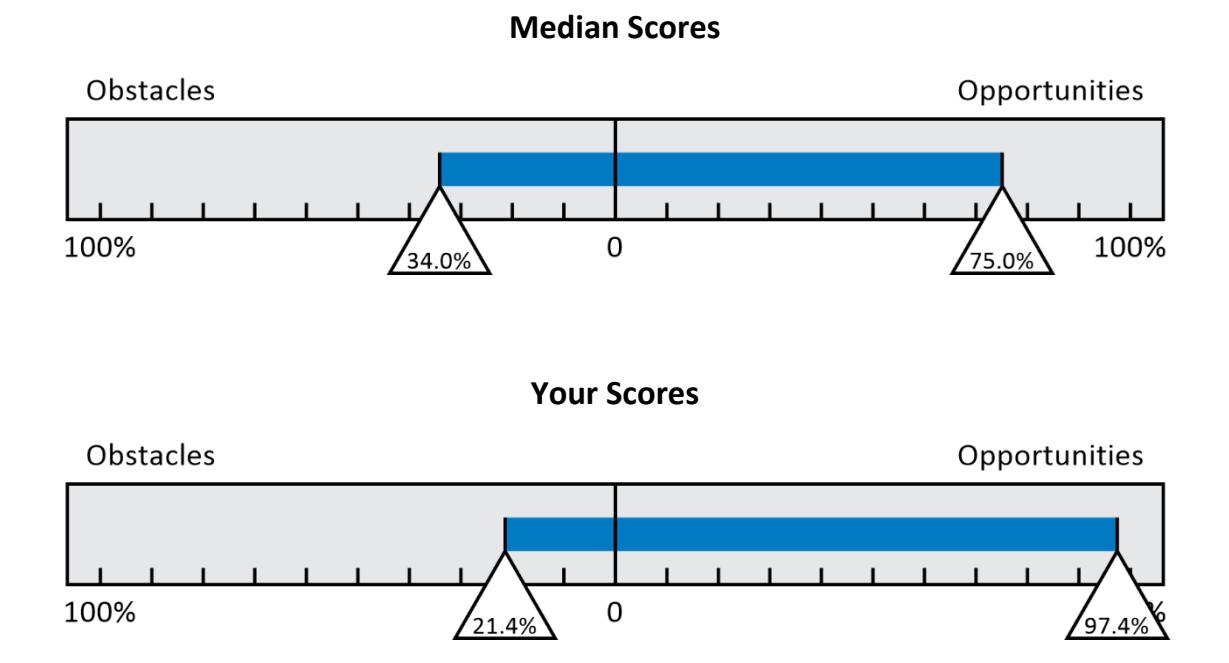 Median Scores
Obstacles Opportunities
100% 0 100%
34.0% 75.0%
Your Scores
Obstacles Opportunities
100% 0 %
21.4% 97.4%